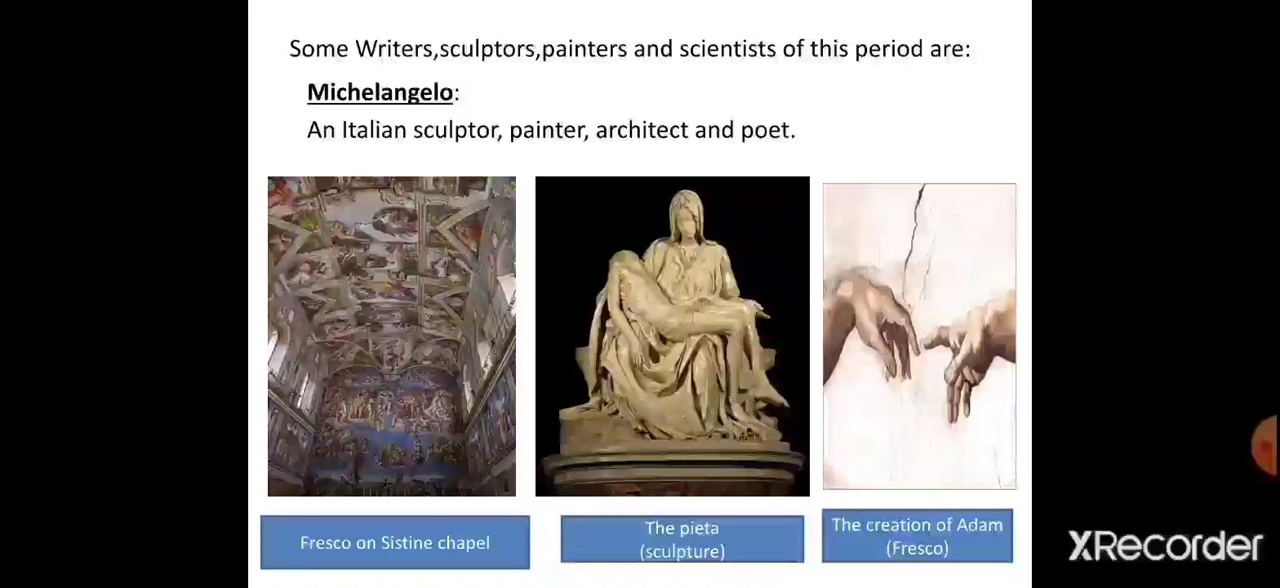 Some Writers,sculptors,painters and scientists of this period are:
Michelangelo:
An Italian sculptor, painter, architect and poet.
Fresco on Sistine chapel
The pieta
(sculpture)
The creation of Adam
(Fresco)
XRecorder